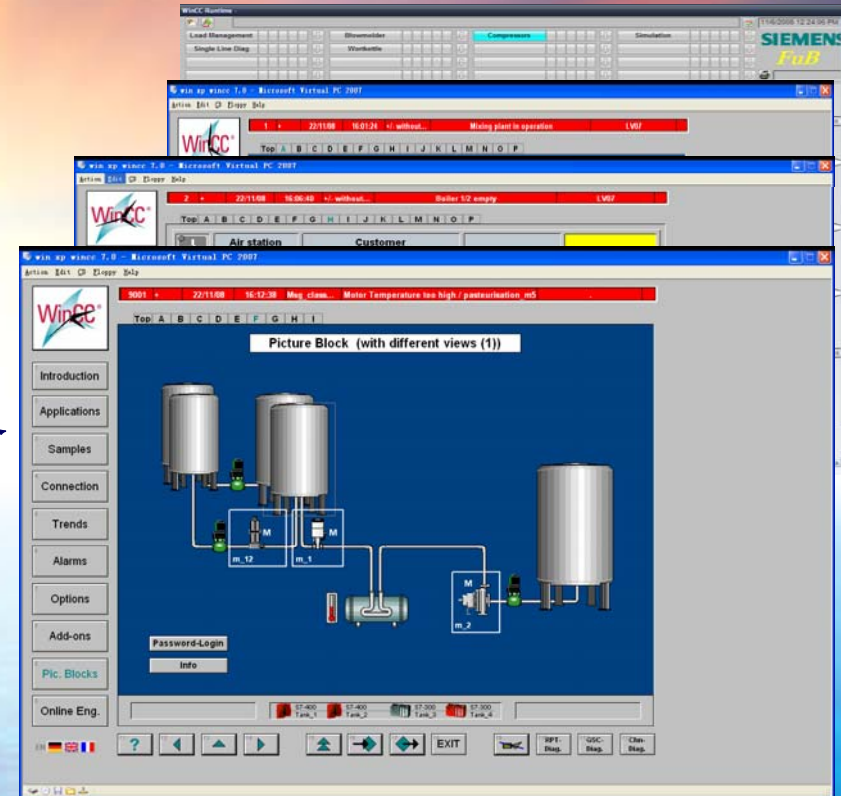 WinCC Runtime -
11/6/2008 12:24:06 PM
Load Management Blowmolder Compressors Simulation
Single Line Diag Workettle
SIEMENS
FuB
win xp wincc 7.0 - Microsoft Virtual PC 2007
Action Edit CD Floppy Help
1 + 22/11/08 16:01:24 +/- without... Mixing plant in operation LV07
WinCC
Top A B C D E F G H I J K L M N O P
win xp wincc 7.0 - Microsoft Virtual PC 2007
Action Edit CD Floppy Help
2 + 22/11/08 16:06:40 +/- without... Boiler 1/2 empty LV07
WinCC
Top A B C D E F G H I J K L M N O P
Air station Customer
win xp wincc 7.0 - Microsoft Virtual PC 2007
Action Edit CD Floppy Help
9001 + 22/11/08 16:12:38 Msg_class... Motor Temperature too high / pasteurisation_m5 .
WinCC
Top A B C D E F G H I
Picture Block (with different views (1))
Introduction
Applications
Samples
Connection
Trends
Alarms
Options
Add-ons
Pic. Blocks
Online Eng.
M M
m_12 m_1
M
m_2
Password-Login
Info
S7-400 S7-400 S7-300 S7-300
Tank_1 Tank_2 Tank_3 Tank_4
EN
? EXIT RPT- GSC- Chn-
Diag. Diag. Diag.